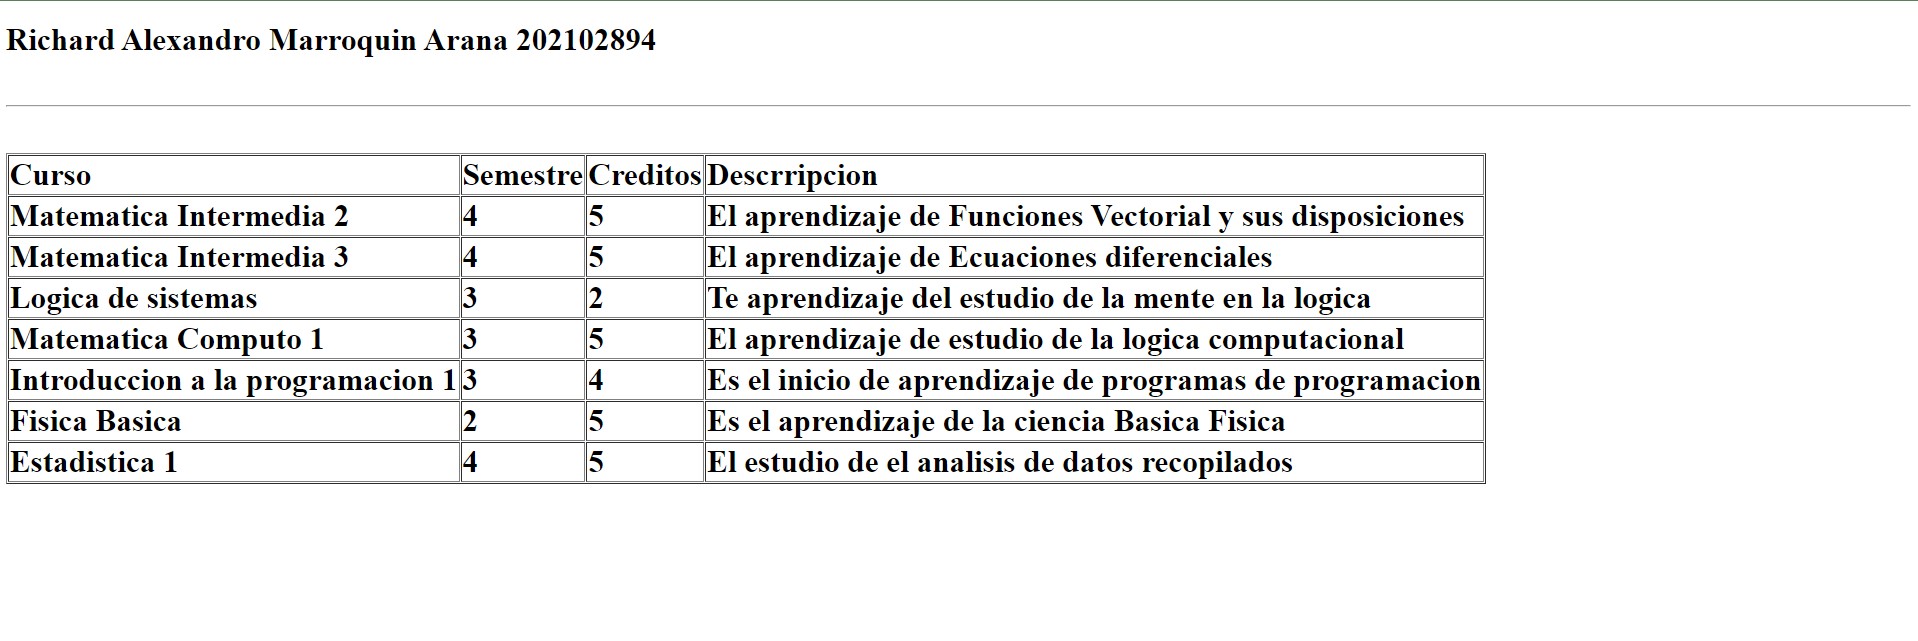 Richard Alexandro Marroquin Arana 202102894
Curso Semestre Creditos Descrripcion
Matematica Intermedia 2 4 5 El aprendizaje de Funciones Vectorial y sus disposiciones
Matematica Intermedia 3 4 5 El aprendizaje de Ecuaciones diferenciales
Logica de sistemas 3 2 Te aprendizaje del estudio de la mente en la logica
Matematica Computo 1 3 5 El aprendizaje de estudio de la logica computacional
Introduccion a la programacion 1 3 4 Es el inicio de aprendizaje de programas de programacion
Fisica Basica 2 5 Es el aprendizaje de la ciencia Basica Fisica
Estadistica 1 4 5 El estudio de el analisis de datos recopilados